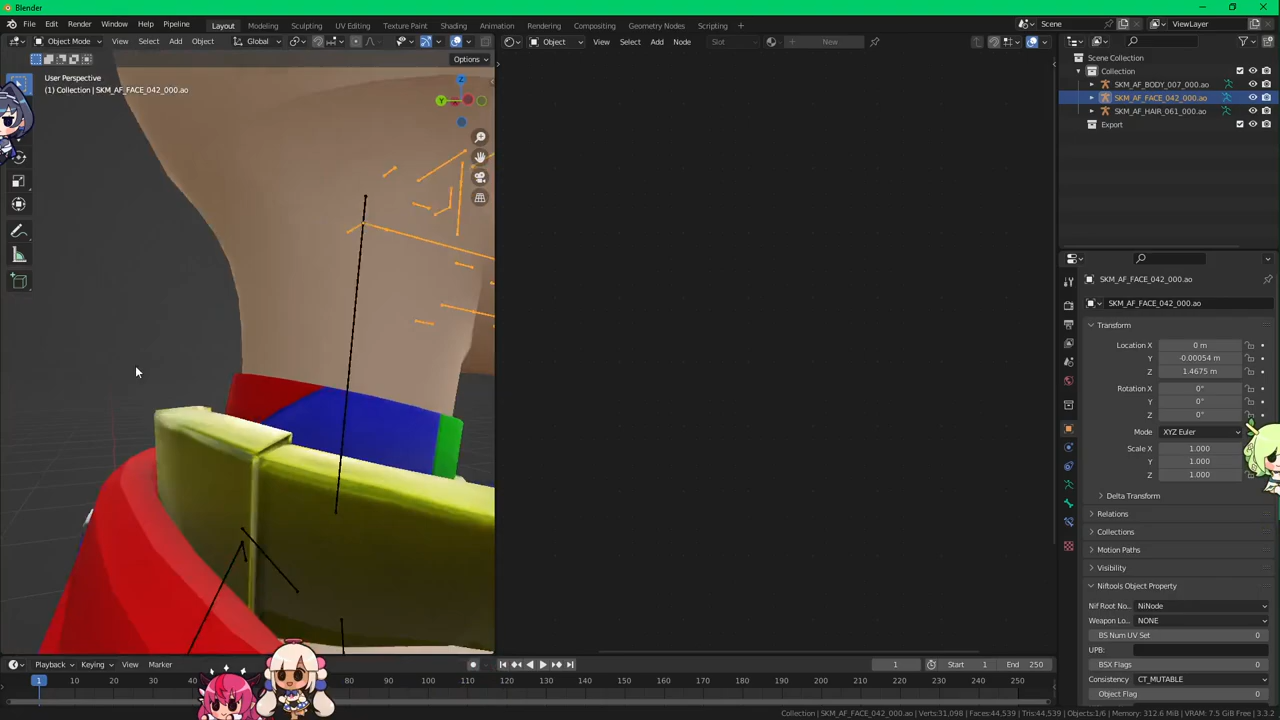 Blender
File Edit Render Window Help Pipeline Layout Modeling Sculpting UV Editing Texture Paint Shading Animation Rendering Compositing Geometry Nodes Scripting + Scene ViewLayer
Object Mode View Select Add Object Global Object View Select Add Node Slot New
Options
User Perspective
(1) Collection | SKM_AF_FACE_042_000.ao
Z
Y
Scene Collection
Collection
SKM_AF_BODY_007_000.ao
SKM_AF_FACE_042_000.ao
SKM_AF_HAIR_061_000.ao
Export
SKM_AF_FACE_042_000.ao
SKM_AF_FACE_042_000.ao
Transform
Location X 0 m
Y -0.00054 m
Z 1.4675 m
Rotation X 0°
Y 0°
Z 0°
Mode XYZ Euler
Scale X 1.000
Y 1.000
Z 1.000
Delta Transform
Relations
Collections
Motion Paths
Visibility
Niftools Object Property
Nif Root No... NiNode
Weapon Lo... NONE
BS Num UV Set 0
UPB:
BSX Flags 0
Consistency CT_MUTABLE
Object Flag 0
Playback Keying View Marker 1 Start 1 End 250
1 10 20 30 40 70 80 90 100 110 120 130 140 150 160 170 180 190 200 210 220 230 240 250
Collection | SKM_AF_FACE_042_000.ao | Verts:31,098 | Faces:44,539 | Tris:44,539 | Objects:1/6 | Memory: 312.6 MiB | VRAM: 7.5 GiB Free | 3.3.2